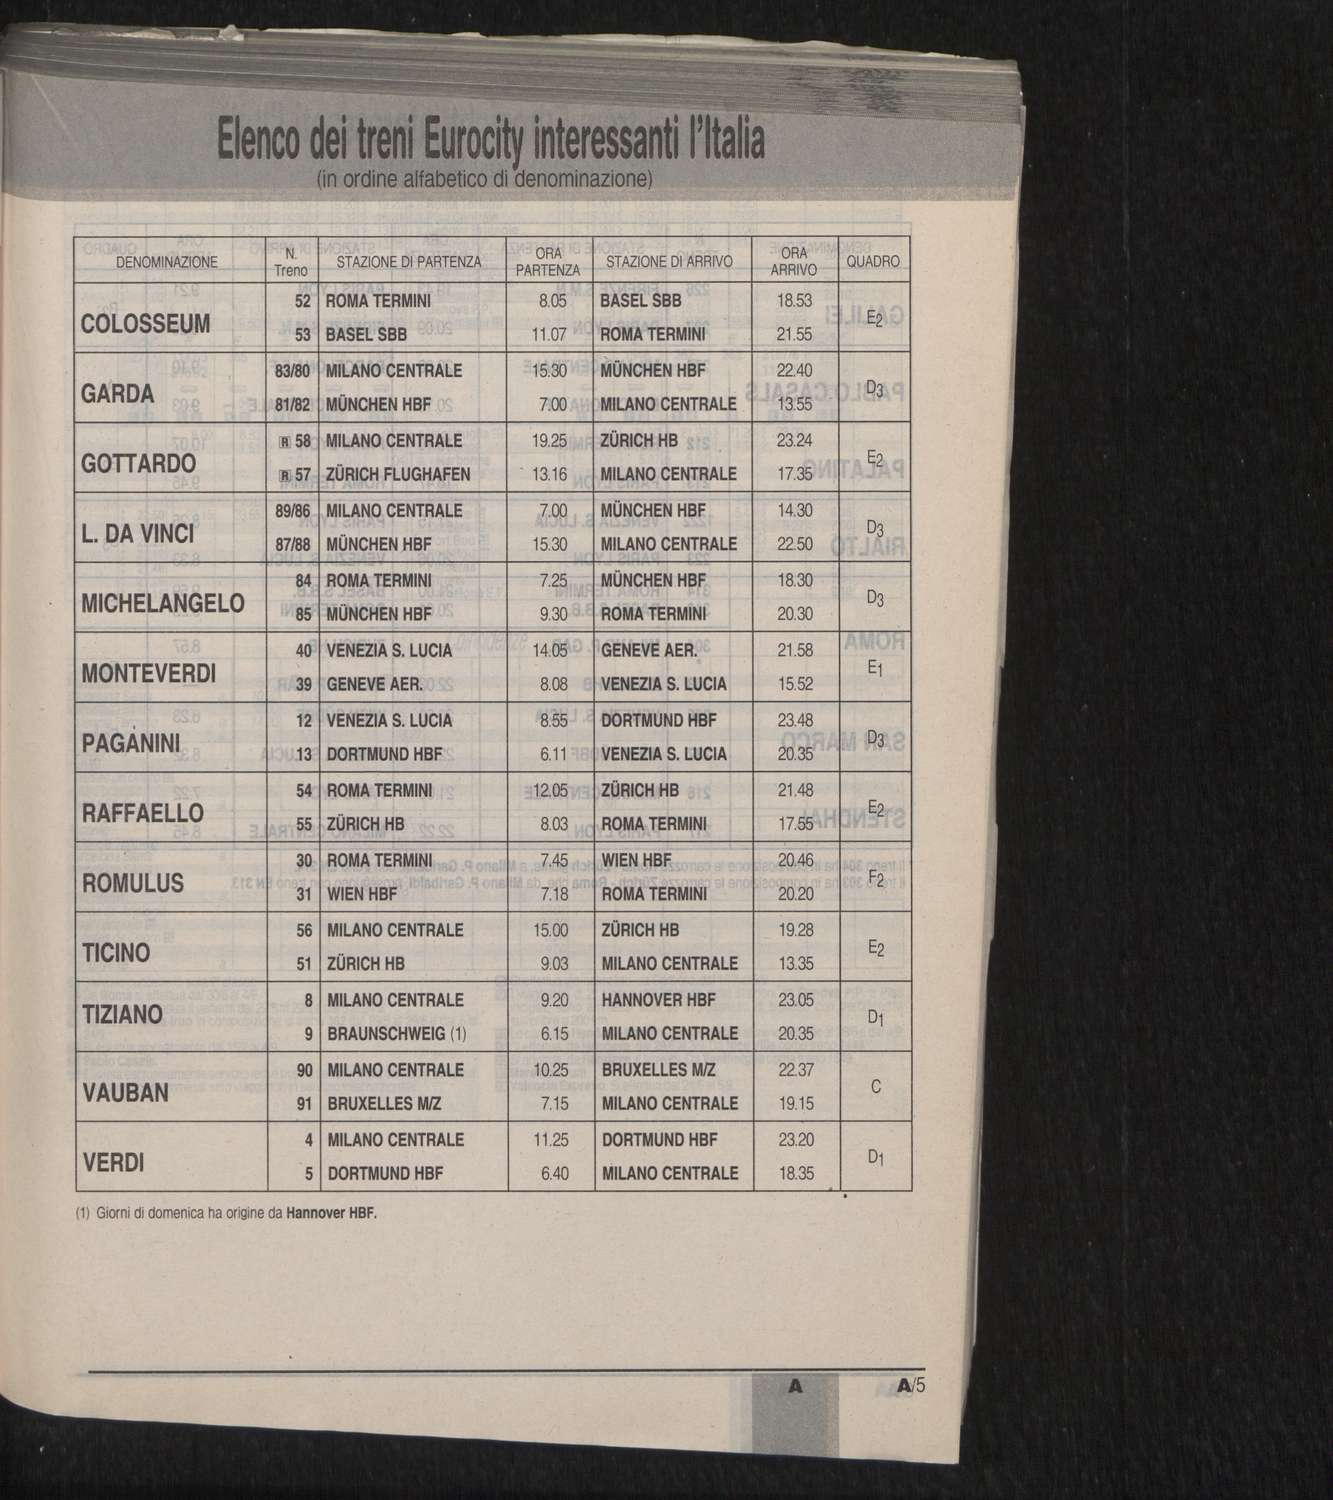 Elenco dei treni Eurocity interessanti l'Italia
(in ordine alfabetico di denominazione)
DENOMINAZIONE N. Treno STAZIONE DI PARTENZA ORA PARTENZA STAZIONE DI ARRIVO ORA ARRIVO QUADRO
COLOSSEUM E2
52 ROMA TERMINI 8.05 BASEL SBB 18.53
53 BASEL SBB 11.07 ROMA TERMINI 21.55
GARDA D3
83/80 MILANO CENTRALE 15.30 MÜNCHEN HBF 22.40
81/82 MÜNCHEN HBF 7.00 MILANO CENTRALE 13.55
GOTTARDO E2
R 58 MILANO CENTRALE 19.25 ZÜRICH HB 23.24
R 57 ZÜRICH FLUGHAFEN 13.16 MILANO CENTRALE 17.35
L. DA VINCI D3
89/86 MILANO CENTRALE 7.00 MÜNCHEN HBF 14.30
87/88 MÜNCHEN HBF 15.30 MILANO CENTRALE 22.50
MICHELANGELO D3
84 ROMA TERMINI 7.25 MÜNCHEN HBF 18.30
85 MÜNCHEN HBF 9.30 ROMA TERMINI 20.30
MONTEVERDI E1
40 VENEZIA S. LUCIA 14.05 GENEVE AER. 21.58
39 GENEVE AER. 8.08 VENEZIA S. LUCIA 15.52
PAGANINI D3
12 VENEZIA S. LUCIA 8.55 DORTMUND HBF 23.48
13 DORTMUND HBF 6.11 VENEZIA S. LUCIA 20.35
RAFFAELLO E2
54 ROMA TERMINI 12.05 ZÜRICH HB 21.48
55 ZÜRICH HB 8.03 ROMA TERMINI 17.55
ROMULUS F2
30 ROMA TERMINI 7.45 WIEN HBF 20.46
31 WIEN HBF 7.18 ROMA TERMINI 20.20
TICINO E2
56 MILANO CENTRALE 15.00 ZÜRICH HB 19.28
51 ZÜRICH HB 9.03 MILANO CENTRALE 13.35
TIZIANO D1
8 MILANO CENTRALE 9.20 HANNOVER HBF 23.05
9 BRAUNSCHWEIG (1) 6.15 MILANO CENTRALE 20.35
VAUBAN C
90 MILANO CENTRALE 10.25 BRUXELLES M/Z 22.37
91 BRUXELLES M/Z 7.15 MILANO CENTRALE 19.15
VERDI D1
4 MILANO CENTRALE 11.25 DORTMUND HBF 23.20
5 DORTMUND HBF 6.40 MILANO CENTRALE 18.35
(1) Giorni di domenica ha origine da Hannover HBF.
A A/5